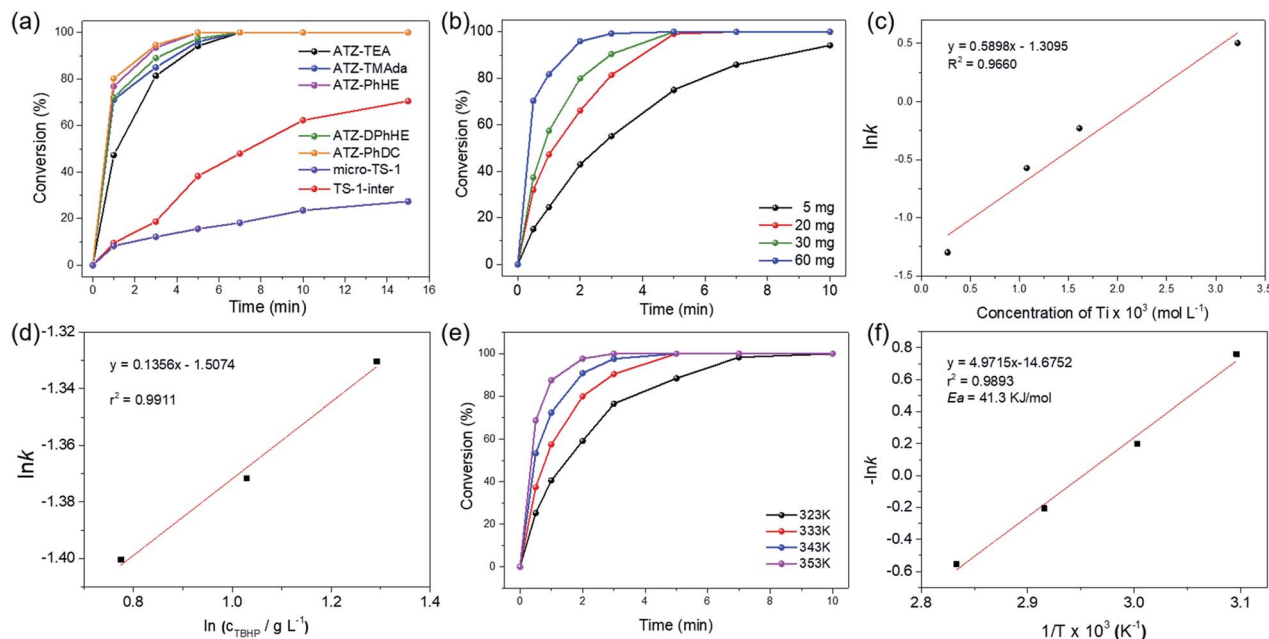 (a)
100
80
60
40
20
0
Conversion (%)
0 2 4 6 8 10 12 14 16
Time (min)
ATZ-TEA
ATZ-TMAda
ATZ-PhHE
ATZ-DPhHE
ATZ-PhDC
micro-TS-1
TS-1-inter
(b)
100
80
60
40
20
0
Conversion (%)
0 2 4 6 8 10
Time (min)
5 mg
20 mg
30 mg
60 mg
(c)
y = 0.5898x - 1.3095
R² = 0.9660
0.5
0.0
-0.5
-1.0
-1.5
lnk
0.0 0.5 1.0 1.5 2.0 2.5 3.0 3.5
Concentration of Ti x 10³ (mol L⁻¹)
(d)
y = 0.1356x - 1.5074
r² = 0.9911
-1.32
-1.34
-1.36
-1.38
-1.40
lnk
0.8 1.0 1.2 1.4
ln (c_TBHP / g L⁻¹)
(e)
100
80
60
40
20
0
Conversion (%)
0 2 4 6 8 10
Time (min)
323K
333K
343K
353K
(f)
y = 4.9715x-14.6752
r² = 0.9893
Ea = 41.3 KJ/mol
0.8
0.6
0.4
0.2
0.0
-0.2
-0.4
-0.6
-lnk
2.8 2.9 3.0 3.1
1/T x 10³ (K⁻¹)